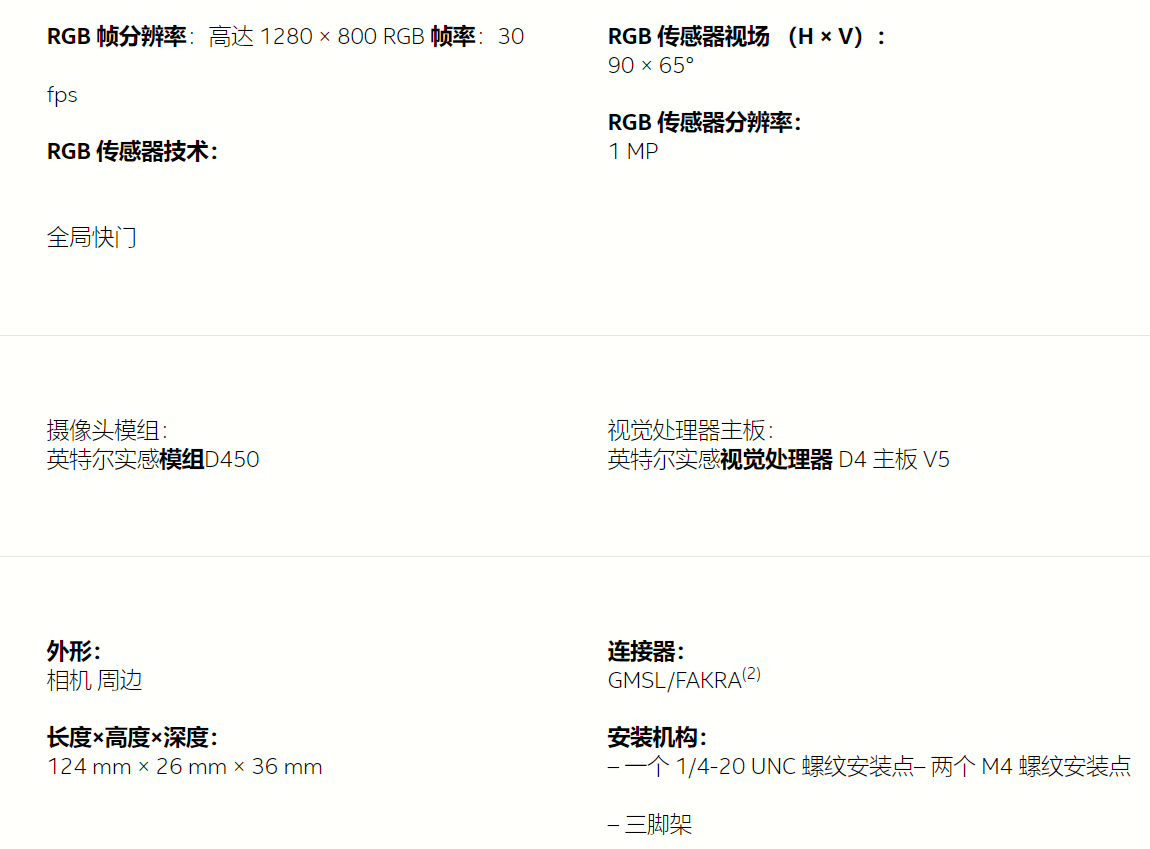 RGB 帧分辨率：高达 1280 × 800 RGB 帧率：30
fps
RGB 传感器技术：
全局快门
RGB 传感器视场 （H × V）：
90 × 65°
RGB 传感器分辨率：
1 MP
摄像头模组：
英特尔实感模组D450
视觉处理器主板：
英特尔实感视觉处理器 D4 主板 V5
外形：
相机 周边
长度×高度×深度：
124 mm × 26 mm × 36 mm
连接器：
GMSL/FAKRA(2)
安装机构：
– 一个 1/4-20 UNC 螺纹安装点– 两个 M4 螺纹安装点
– 三脚架